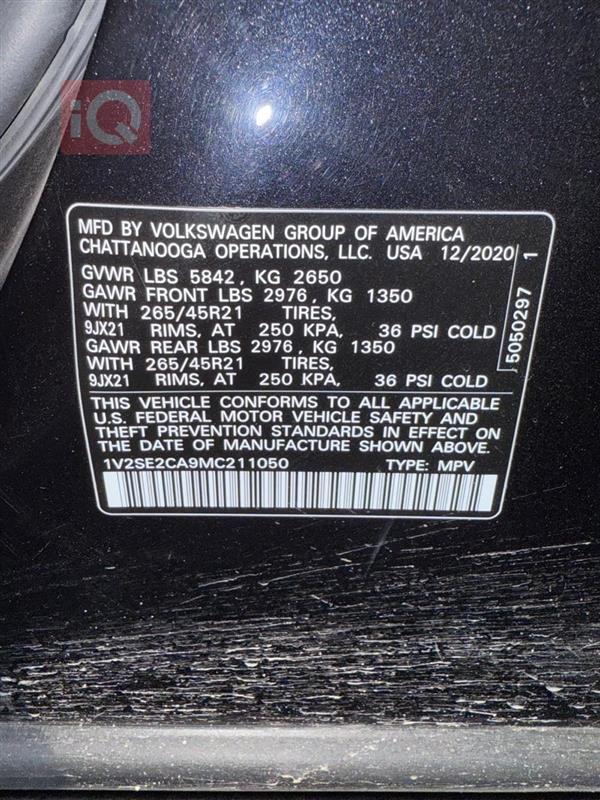 iQ
MFD BY VOLKSWAGEN GROUP OF AMERICA
CHATTANOOGA OPERATIONS, LLC. USA 12/2020
GVWR LBS 5842, KG 2650
GAWR FRONT LBS 2976, KG 1350
WITH 265/45R21 TIRES,
9JX21 RIMS, AT 250 KPA, 36 PSI COLD
GAWR REAR LBS 2976, KG 1350
WITH 265/45R21 TIRES,
9JX21 RIMS, AT 250 KPA, 36 PSI COLD
5050297 1
THIS VEHICLE CONFORMS TO ALL APPLICABLE
U.S. FEDERAL MOTOR VEHICLE SAFETY AND
THEFT PREVENTION STANDARDS IN EFFECT ON
THE DATE OF MANUFACTURE SHOWN ABOVE.
1V2SE2CA9MC211050 TYPE: MPV